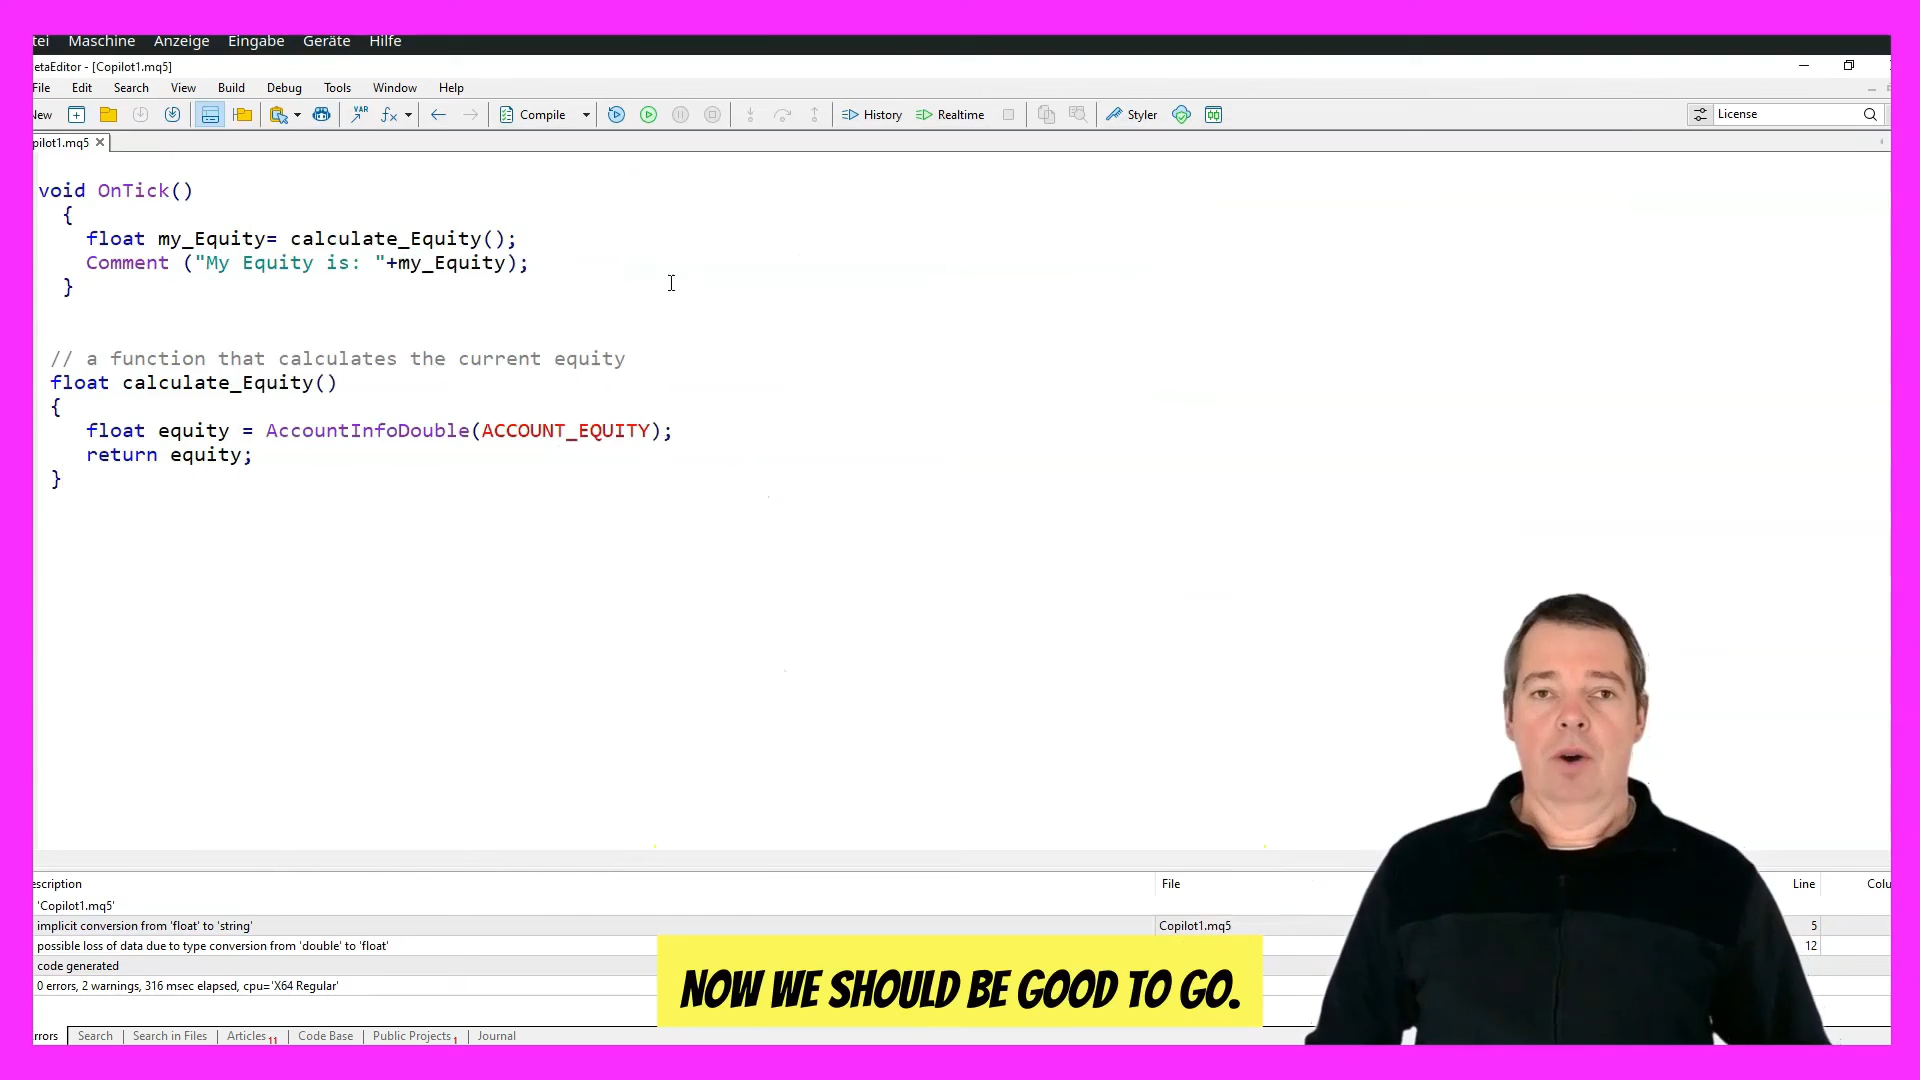 tei Maschine Anzeige Eingabe Geräte Hilfe
etaEditor - [Copilot1.mq5]
File Edit Search View Build Debug Tools Window Help
New VAR fx Compile History Realtime Styler License
pilot1.mq5
void OnTick()
{
float my_Equity= calculate_Equity();
Comment ("My Equity is: "+my_Equity);
}
// a function that calculates the current equity
float calculate_Equity()
{
float equity = AccountInfoDouble(ACCOUNT_EQUITY);
return equity;
}
escription File Line Colu
'Copilot1.mq5'
implicit conversion from 'float' to 'string' Copilot1.mq5 5
possible loss of data due to type conversion from 'double' to 'float' 12
code generated
0 errors, 2 warnings, 316 msec elapsed, cpu='X64 Regular'
NOW WE SHOULD BE GOOD TO GO.
rrors Search Search in Files Articles 11 Code Base Public Projects 1 Journal